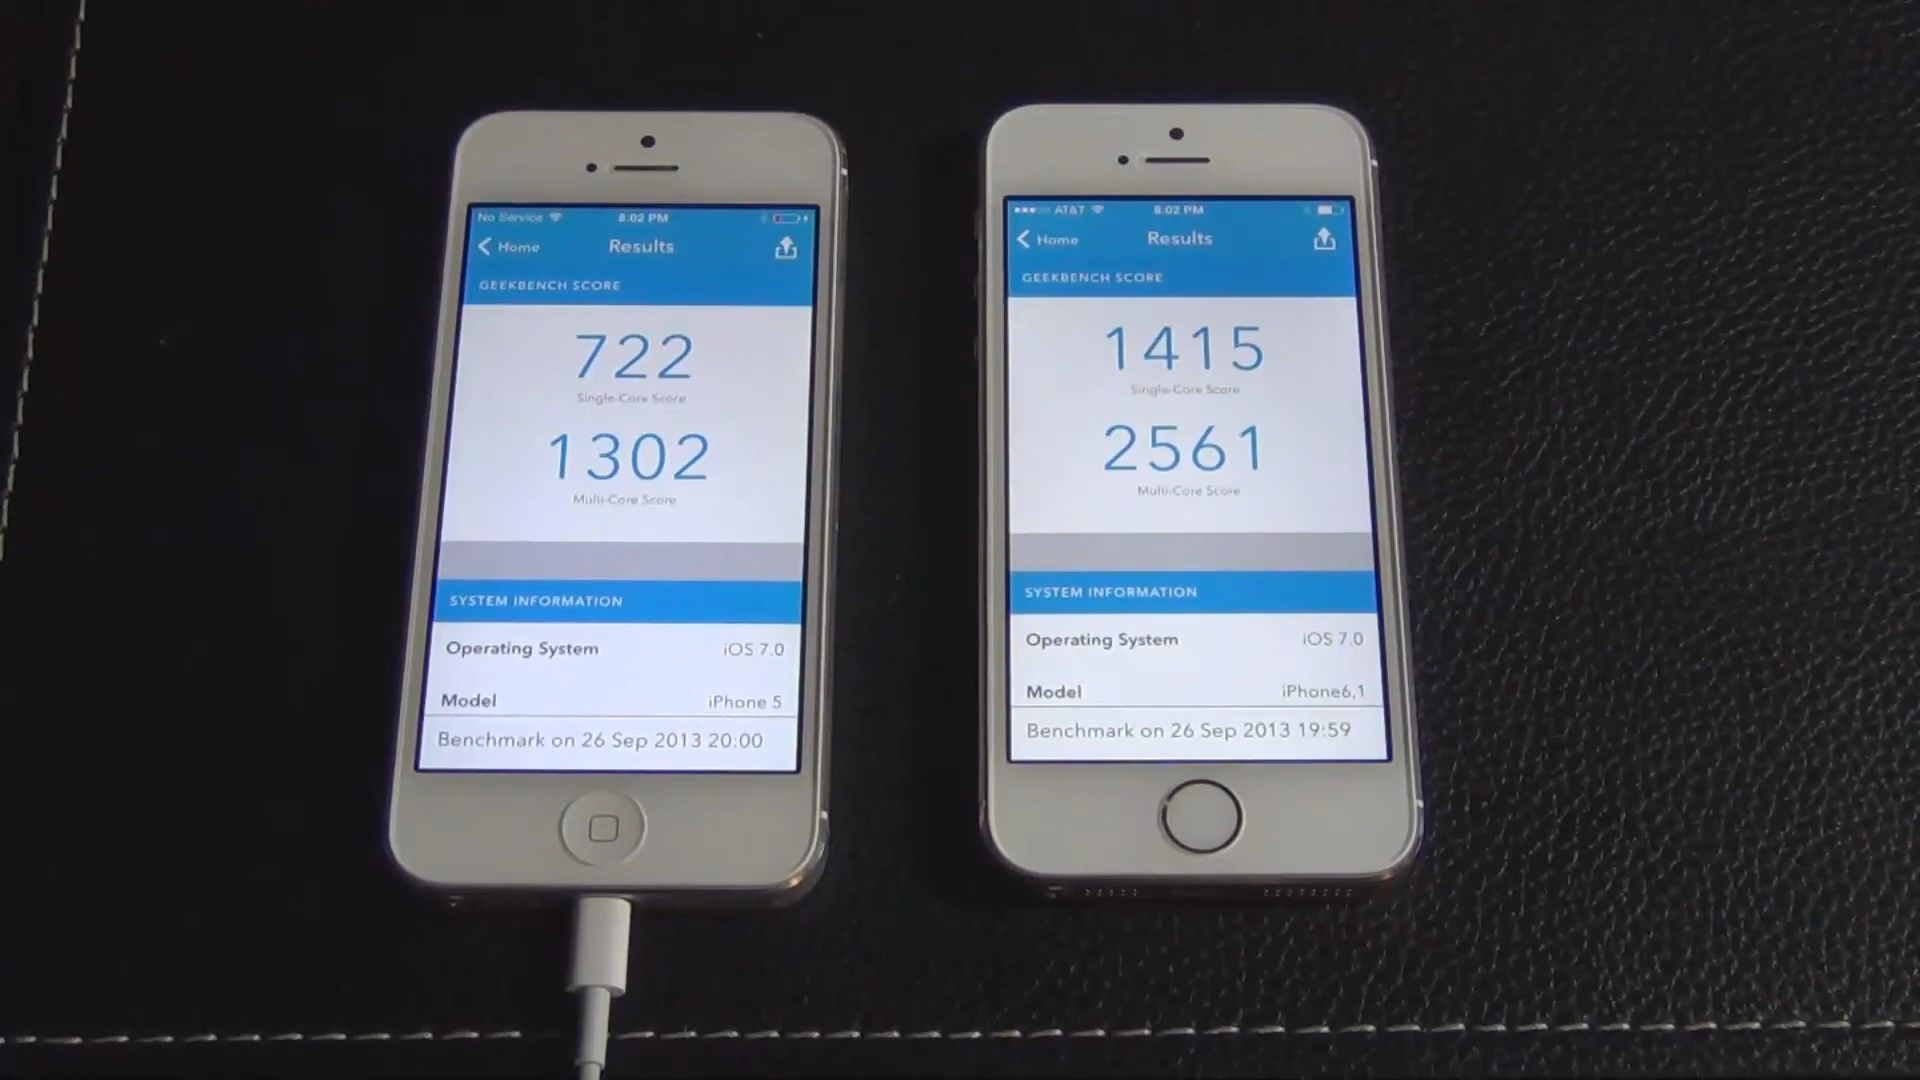 No Service 8:02 PM
Home Results
GEEKBENCH SCORE
722
Single-Core Score
1302
Multi-Core Score
SYSTEM INFORMATION
Operating System iOS 7.0
Model iPhone 5
Benchmark on 26 Sep 2013 20:00
AT&T 8:02 PM
Home Results
GEEKBENCH SCORE
1415
Single-Core Score
2561
Multi-Core Score
SYSTEM INFORMATION
Operating System iOS 7.0
Model iPhone6,1
Benchmark on 26 Sep 2013 19:59